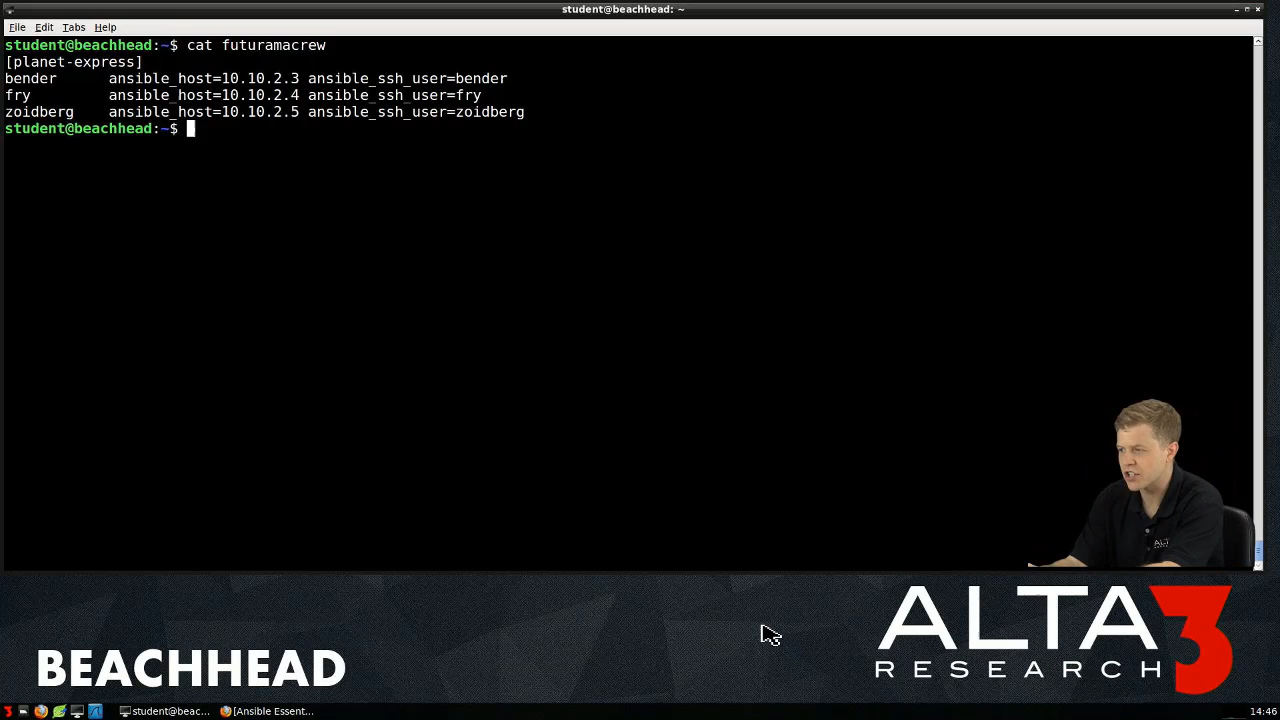 student@beachhead: ~
File Edit Tabs Help
student@beachhead:~$ cat futuramacrew
[planet-express]
bender ansible_host=10.10.2.3 ansible_ssh_user=bender
fry ansible_host=10.10.2.4 ansible_ssh_user=fry
zoidberg ansible_host=10.10.2.5 ansible_ssh_user=zoidberg
student@beachhead:~$
ALTA3
RESEARCH
BEACHHEAD
student@beac... [Ansible Essent... 14:46